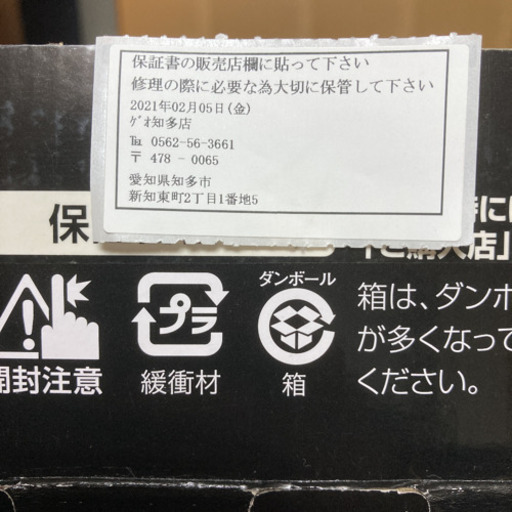 保証書の販売店欄に貼って下さい
修理の際に必要な為大切に保管して下さい
2021年02月05日(金)
ｹﾞｵ知多店
℡ 0562-56-3661
〒 478 - 0065
愛知県知多市
新知東町2丁目1番地5
保
ご購入店」
開封注意
プラ
緩衝材
ダンボール
箱
箱は、ダンボ
が多くなって
ください。